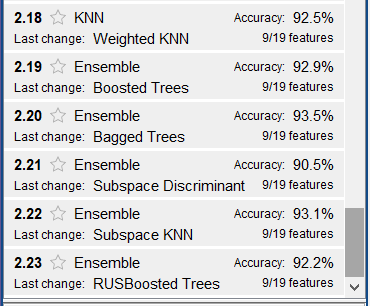 2.18 KNN Accuracy: 92.5%
Last change: Weighted KNN 9/19 features
2.19 Ensemble Accuracy: 92.9%
Last change: Boosted Trees 9/19 features
2.20 Ensemble Accuracy: 93.5%
Last change: Bagged Trees 9/19 features
2.21 Ensemble Accuracy: 90.5%
Last change: Subspace Discriminant 9/19 features
2.22 Ensemble Accuracy: 93.1%
Last change: Subspace KNN 9/19 features
2.23 Ensemble Accuracy: 92.2%
Last change: RUSBoosted Trees 9/19 features